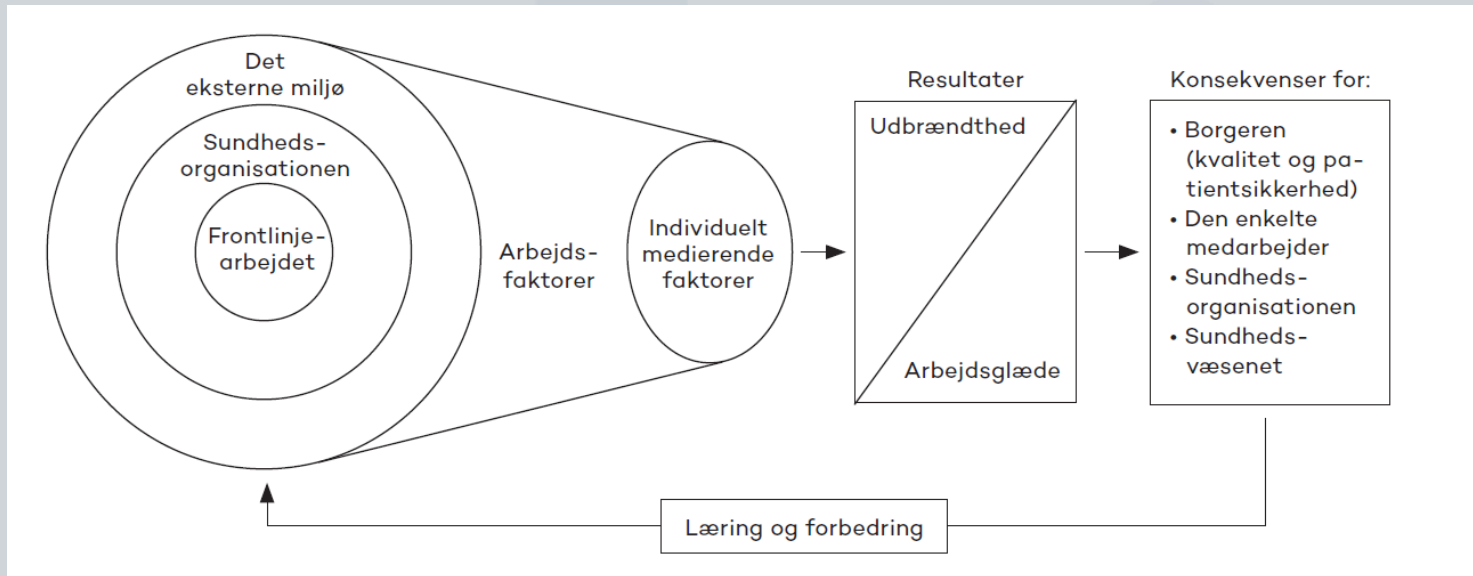 Det
eksterne miljø
Sundheds-
organisationen
Frontlinje-
arbejdet
Arbejds-
faktorer
Individuelt
medierende
faktorer
Resultater
Udbrændthed
Arbejdsglæde
Konsekvenser for:
• Borgeren
(kvalitet og pa-
tientsikkerhed)
• Den enkelte
medarbejder
• Sundheds-
organisationen
• Sundheds-
væsenet
Læring og forbedring